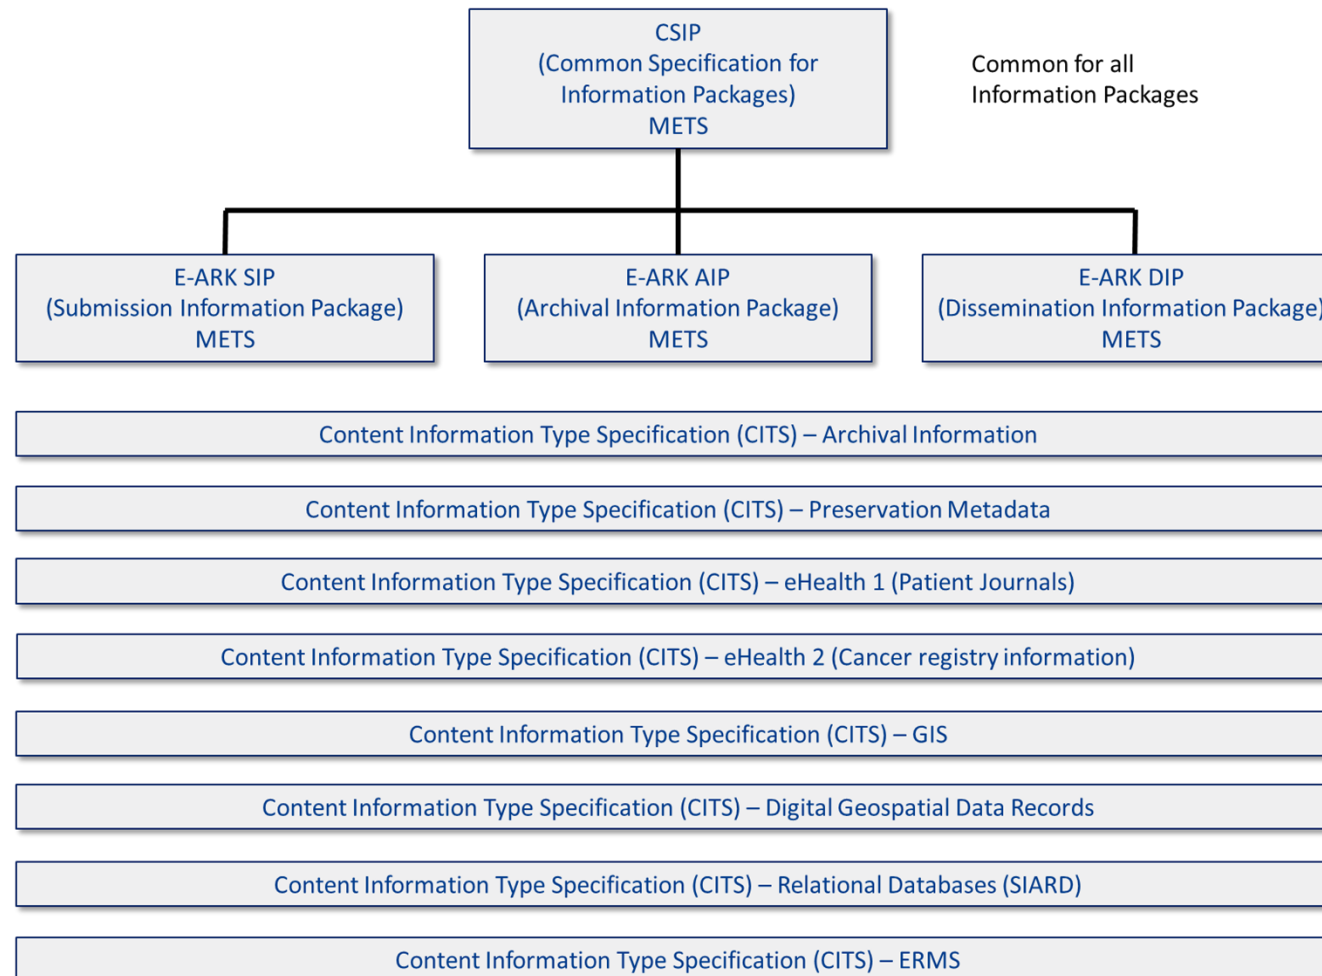 CSIP
(Common Specification for
Information Packages)
METS
Common for all
Information Packages
E-ARK SIP
(Submission Information Package)
METS
E-ARK AIP
(Archival Information Package)
METS
E-ARK DIP
(Dissemination Information Package)
METS
Content Information Type Specification (CITS) – Archival Information
Content Information Type Specification (CITS) – Preservation Metadata
Content Information Type Specification (CITS) – eHealth 1 (Patient Journals)
Content Information Type Specification (CITS) – eHealth 2 (Cancer registry information)
Content Information Type Specification (CITS) – GIS
Content Information Type Specification (CITS) – Digital Geospatial Data Records
Content Information Type Specification (CITS) – Relational Databases (SIARD)
Content Information Type Specification (CITS) – ERMS